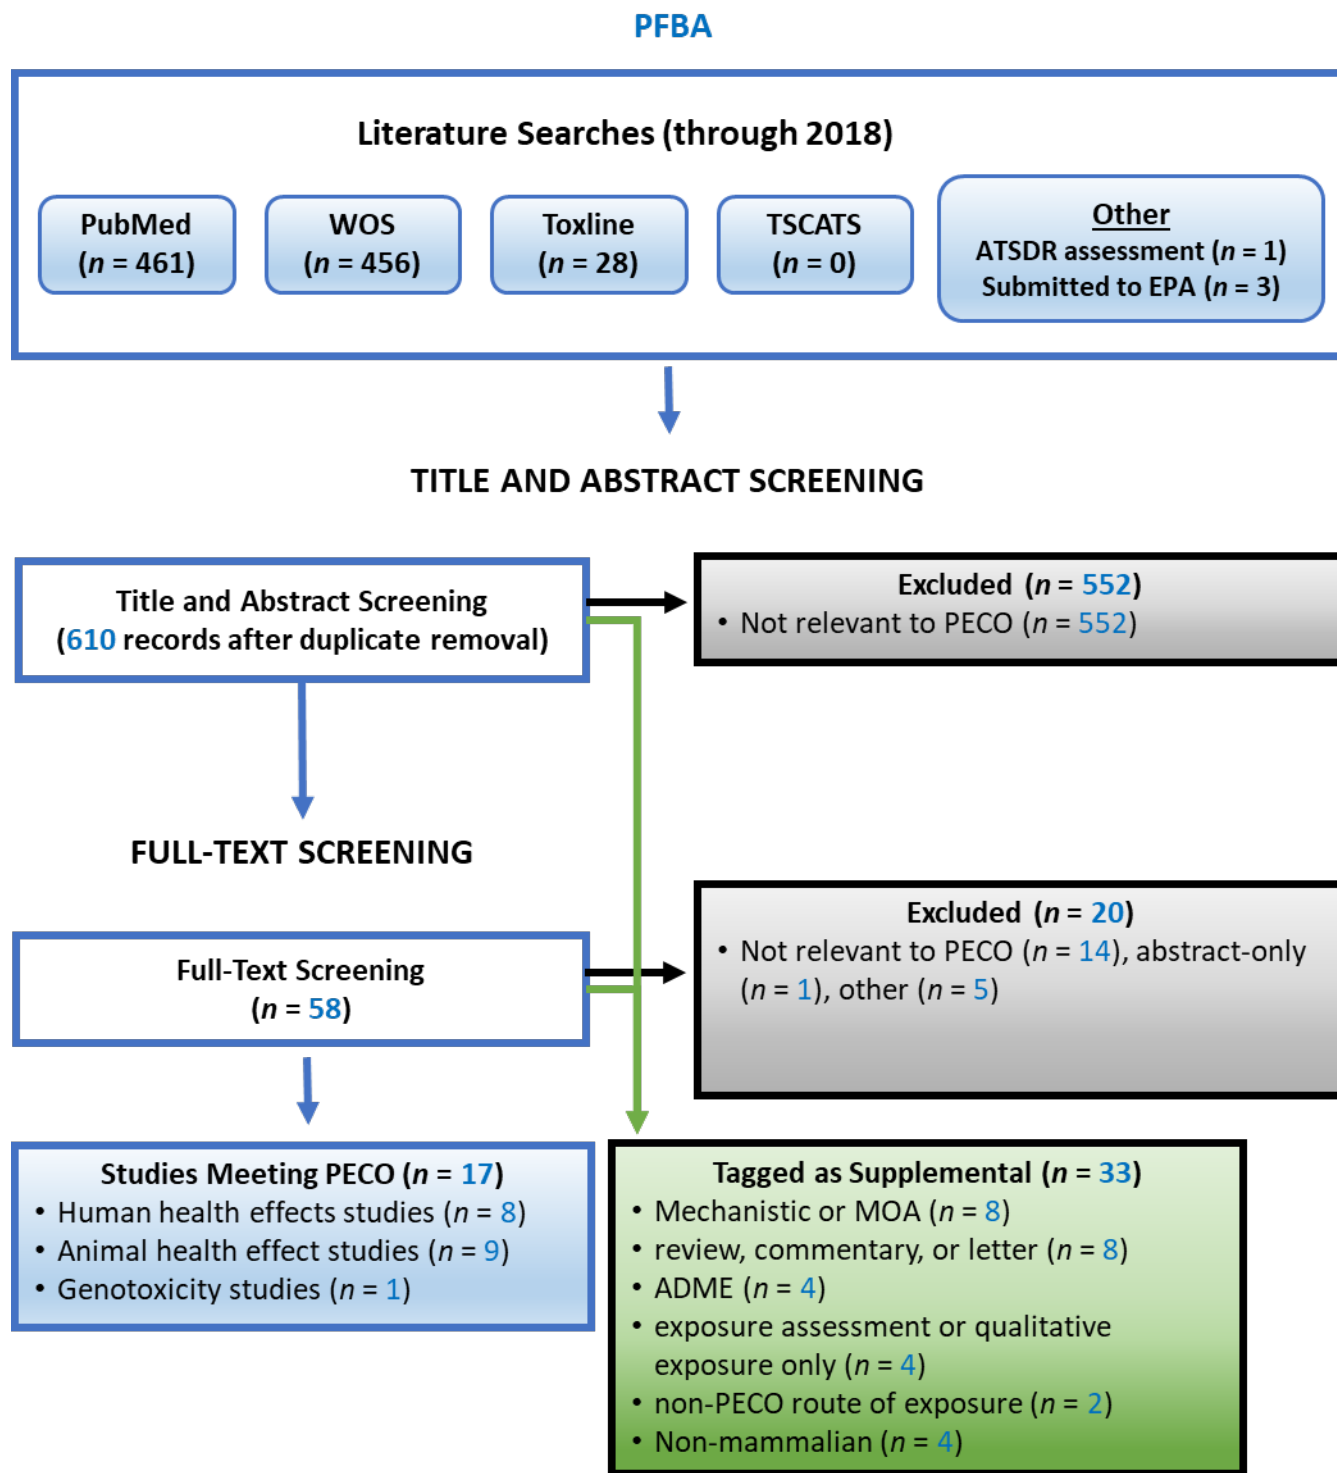 PFBA
Literature Searches (through 2018)
PubMed
(n = 461)
WOS
(n = 456)
Toxline
(n = 28)
TSCATS
(n = 0)
Other
ATSDR assessment (n = 1)
Submitted to EPA (n = 3)
TITLE AND ABSTRACT SCREENING
Title and Abstract Screening
(610 records after duplicate removal)
Excluded (n = 552)
• Not relevant to PECO (n = 552)
FULL-TEXT SCREENING
Full-Text Screening
(n = 58)
Excluded (n = 20)
• Not relevant to PECO (n = 14), abstract-only
(n = 1), other (n = 5)
Studies Meeting PECO (n = 17)
• Human health effects studies (n = 8)
• Animal health effect studies (n = 9)
• Genotoxicity studies (n = 1)
Tagged as Supplemental (n = 33)
• Mechanistic or MOA (n = 8)
• review, commentary, or letter (n = 8)
• ADME (n = 4)
• exposure assessment or qualitative
exposure only (n = 4)
• non-PECO route of exposure (n = 2)
• Non-mammalian (n = 4)